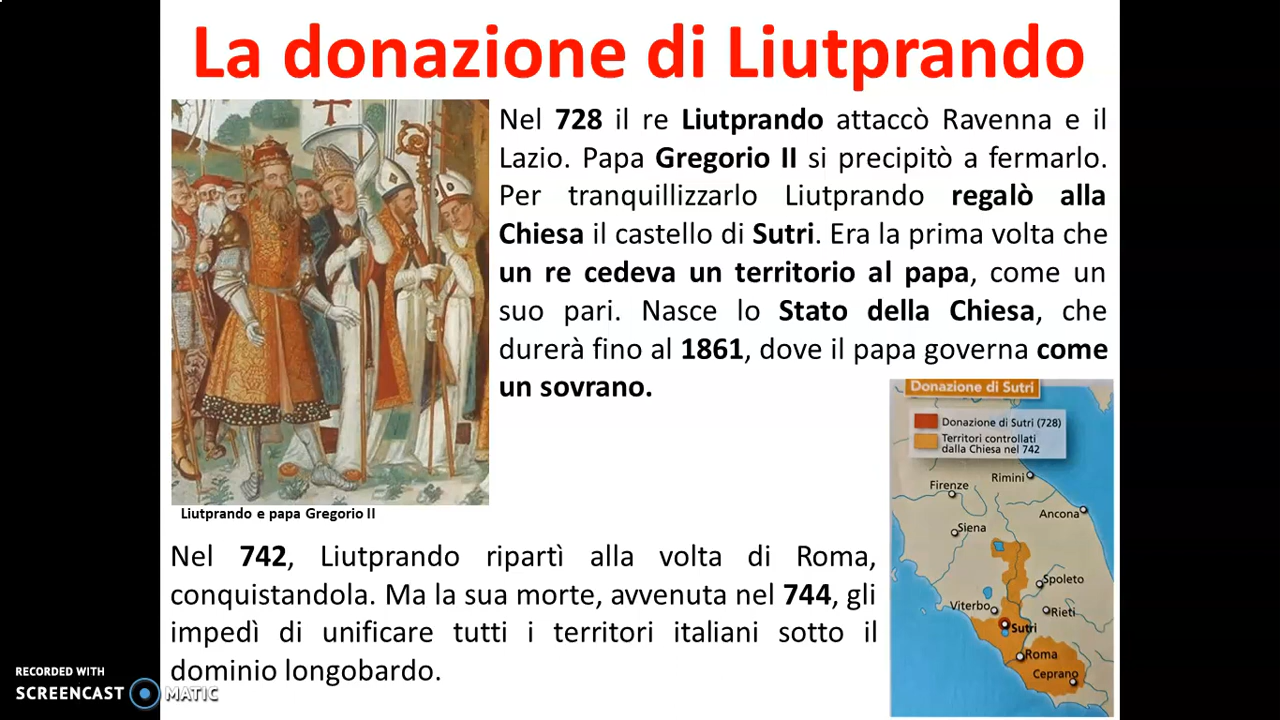 La donazione di Liutprando
Nel 728 il re Liutprando attaccò Ravenna e il
Lazio. Papa Gregorio II si precipitò a fermarlo.
Per tranquillizzarlo Liutprando regalò alla
Chiesa il castello di Sutri. Era la prima volta che
un re cedeva un territorio al papa, come un
suo pari. Nasce lo Stato della Chiesa, che
durerà fino al 1861, dove il papa governa come
un sovrano.
Liutprando e papa Gregorio II
Donazione di Sutri
Donazione di Sutri (728)
Territori controllati
dalla Chiesa nel 742
Firenze
Rimini
Ancona
Siena
Spoleto
Viterbo
Rieti
Sutri
Roma
Ceprano
Nel 742, Liutprando ripartì alla volta di Roma,
conquistandola. Ma la sua morte, avvenuta nel 744, gli
impedì di unificare tutti i territori italiani sotto il
dominio longobardo.
RECORDED WITH
SCREENCAST MATIC